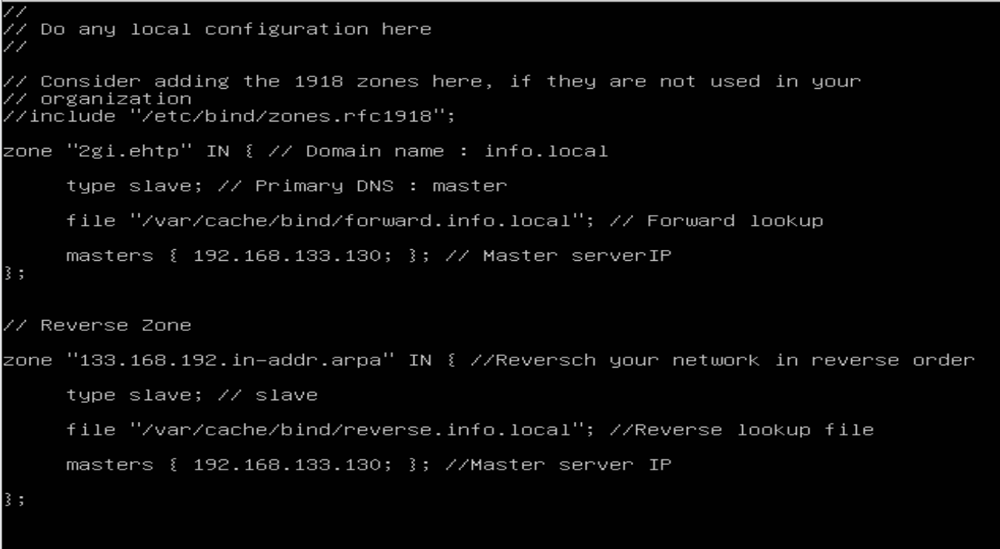 //
// Do any local configuration here
//
// Consider adding the 1918 zones here, if they are not used in your
// organization
//include "/etc/bind/zones.rfc1918";
zone "2gi.ehtp" IN { // Domain name : info.local
type slave; // Primary DNS : master
file "/var/cache/bind/forward.info.local"; // Forward lookup
masters { 192.168.133.130; }; // Master serverIP
};
// Reverse Zone
zone "133.168.192.in-addr.arpa" IN { //Reversch your network in reverse order
type slave; // slave
file "/var/cache/bind/reverse.info.local"; //Reverse lookup file
masters { 192.168.133.130; }; //Master server IP
};